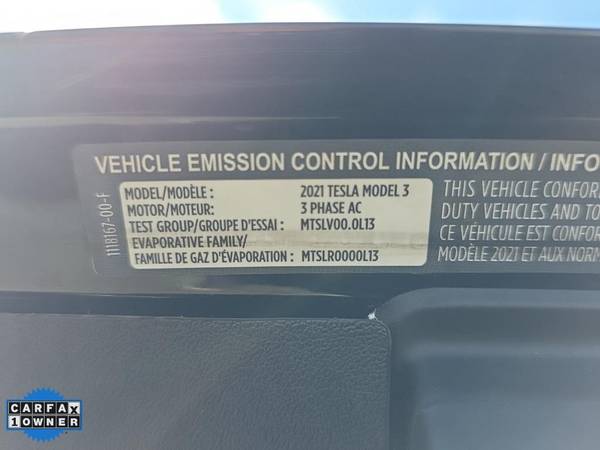 VEHICLE EMISSION CONTROL INFORMATION / INFO
MODEL/MODÈLE: 2021 TESLA MODEL 3
MOTOR/MOTEUR: 3 PHASE AC
TEST GROUP/GROUPE D'ESSAI: MTSLV00.0L13
EVAPORATIVE FAMILY/
FAMILLE DE GAZ D'ÉVAPORATION: MTSLR0000L13
THIS VEHICLE CONFOR
DUTY VEHICLES AND TO
CE VÉHICULE EST CONFOR
MODÈLE 2021 ET AUX NORM
1118167-00-F
CARFAX
1 OWNER